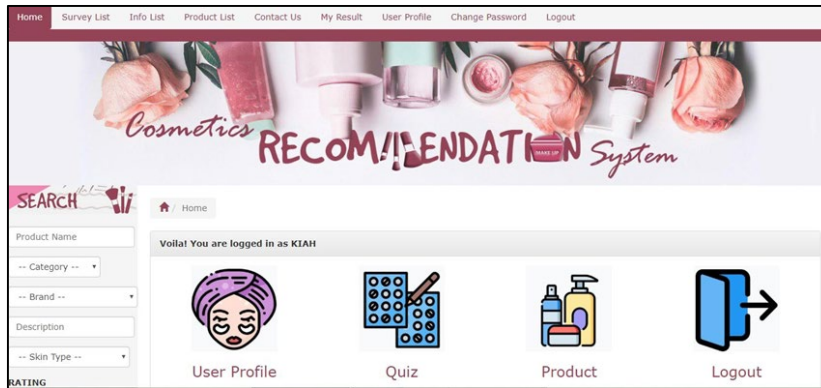 Home Survey List Info List Product List Contact Us My Result User Profile Change Password Logout
Cosmetics RECOMMENDATION System
MAKE UP
SEARCH
Home
Product Name
Voila! You are logged in as KIAH
-- Category --
-- Brand --
Description
-- Skin Type --
User Profile Quiz Product Logout
RATING